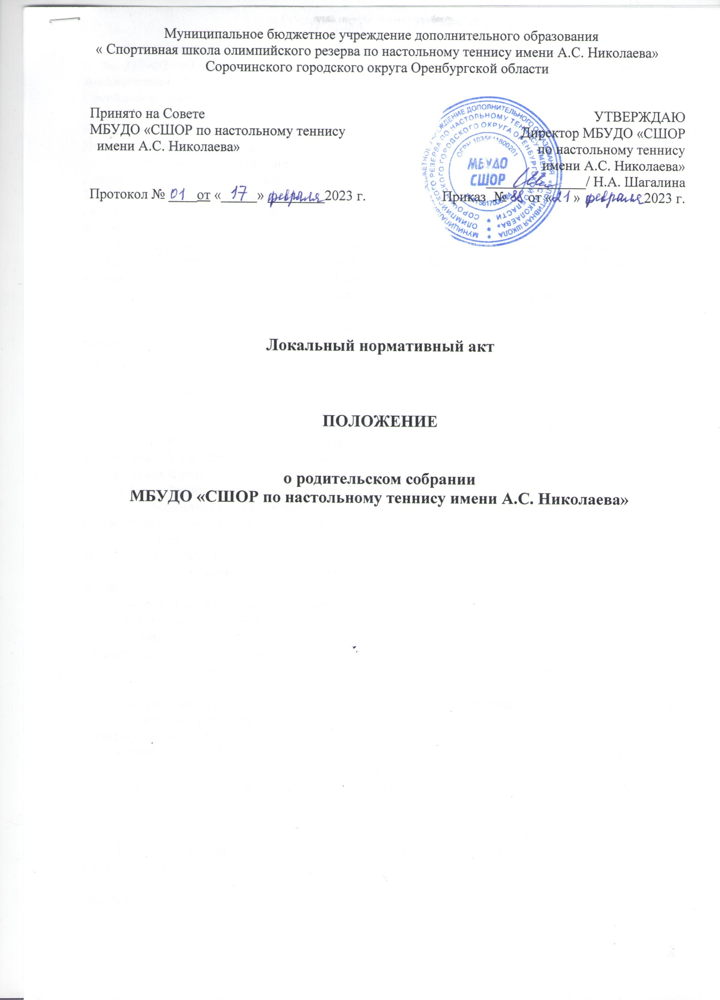 Муниципальное бюджетное учреждение дополнительного образования
« Спортивная школа олимпийского резерва по настольному теннису имени А.С. Николаева»
Сорочинского городского округа Оренбургской области
Принято на Совете
МБУДО «СШОР по настольному теннису
имени А.С. Николаева»
Протокол № 01 от « 17 » февраля 2023 г.
УТВЕРЖДАЮ
Директор МБУДО «СШОР
по настольному теннису
имени А.С. Николаева»
/ Н.А. Шагалина
Приказ № 38 от «21» февраля 2023 г.
МБУДО
СШОР
ОГРН 1035611800201
Локальный нормативный акт
ПОЛОЖЕНИЕ
о родительском собрании
МБУДО «СШОР по настольному теннису имени А.С. Николаева»